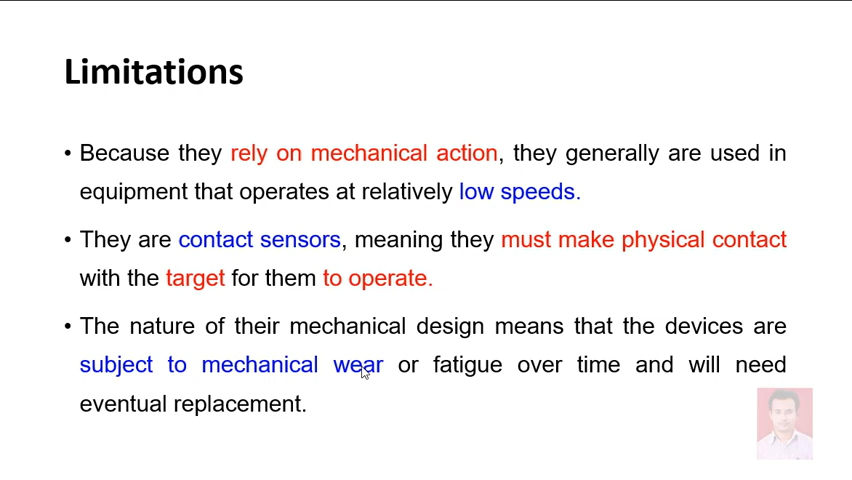 Limitations
• Because they rely on mechanical action, they generally are used in
equipment that operates at relatively low speeds.
• They are contact sensors, meaning they must make physical contact
with the target for them to operate.
• The nature of their mechanical design means that the devices are
subject to mechanical wear or fatigue over time and will need
eventual replacement.